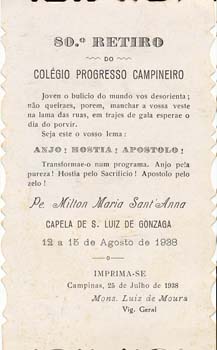 80.º RETIRO
DO
COLÉGIO PROGRESSO CAMPINEIRO
Joven o bulicio do mundo vos desorienta;
não queiraes, porem, manchar a vossa veste
na lama das ruas, em trajes de gala esperae o
dia do porvir.
Seja este o vosso lema:
ANJO! HOSTIA! APOSTOLO!
Transformae-o num programa. Anjo pela
pureza! Hostia pelo Sacrificio! Apostolo pelo
zelo!
Pe. Milton Maria Sant'Anna
CAPELA DE S. LUIZ DE GONZAGA
12 a 15 de Agosto de 1938
IMPRIMA-SE
Campinas, 25 de Julho de 1938
Mons. Luiz de Moura
Vig. Geral